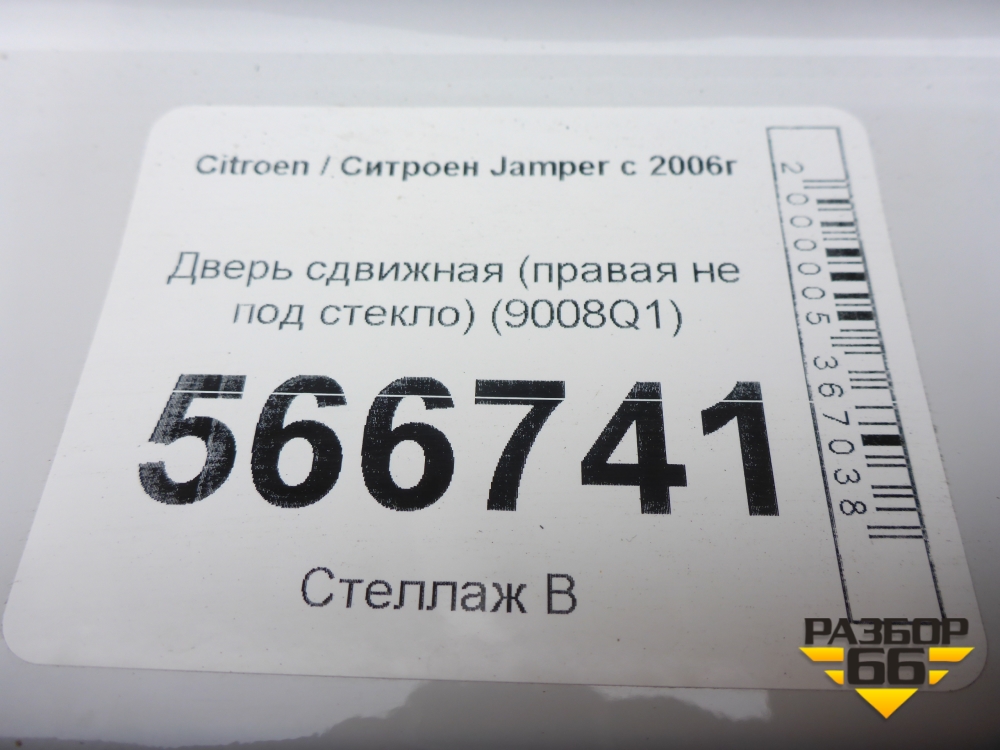 Citroen / Ситроен Jamper с 2006г
Дверь сдвижная (правая не
под стекло) (9008Q1)
566741
Стеллаж В
2000005367038
РАЗБОР
66